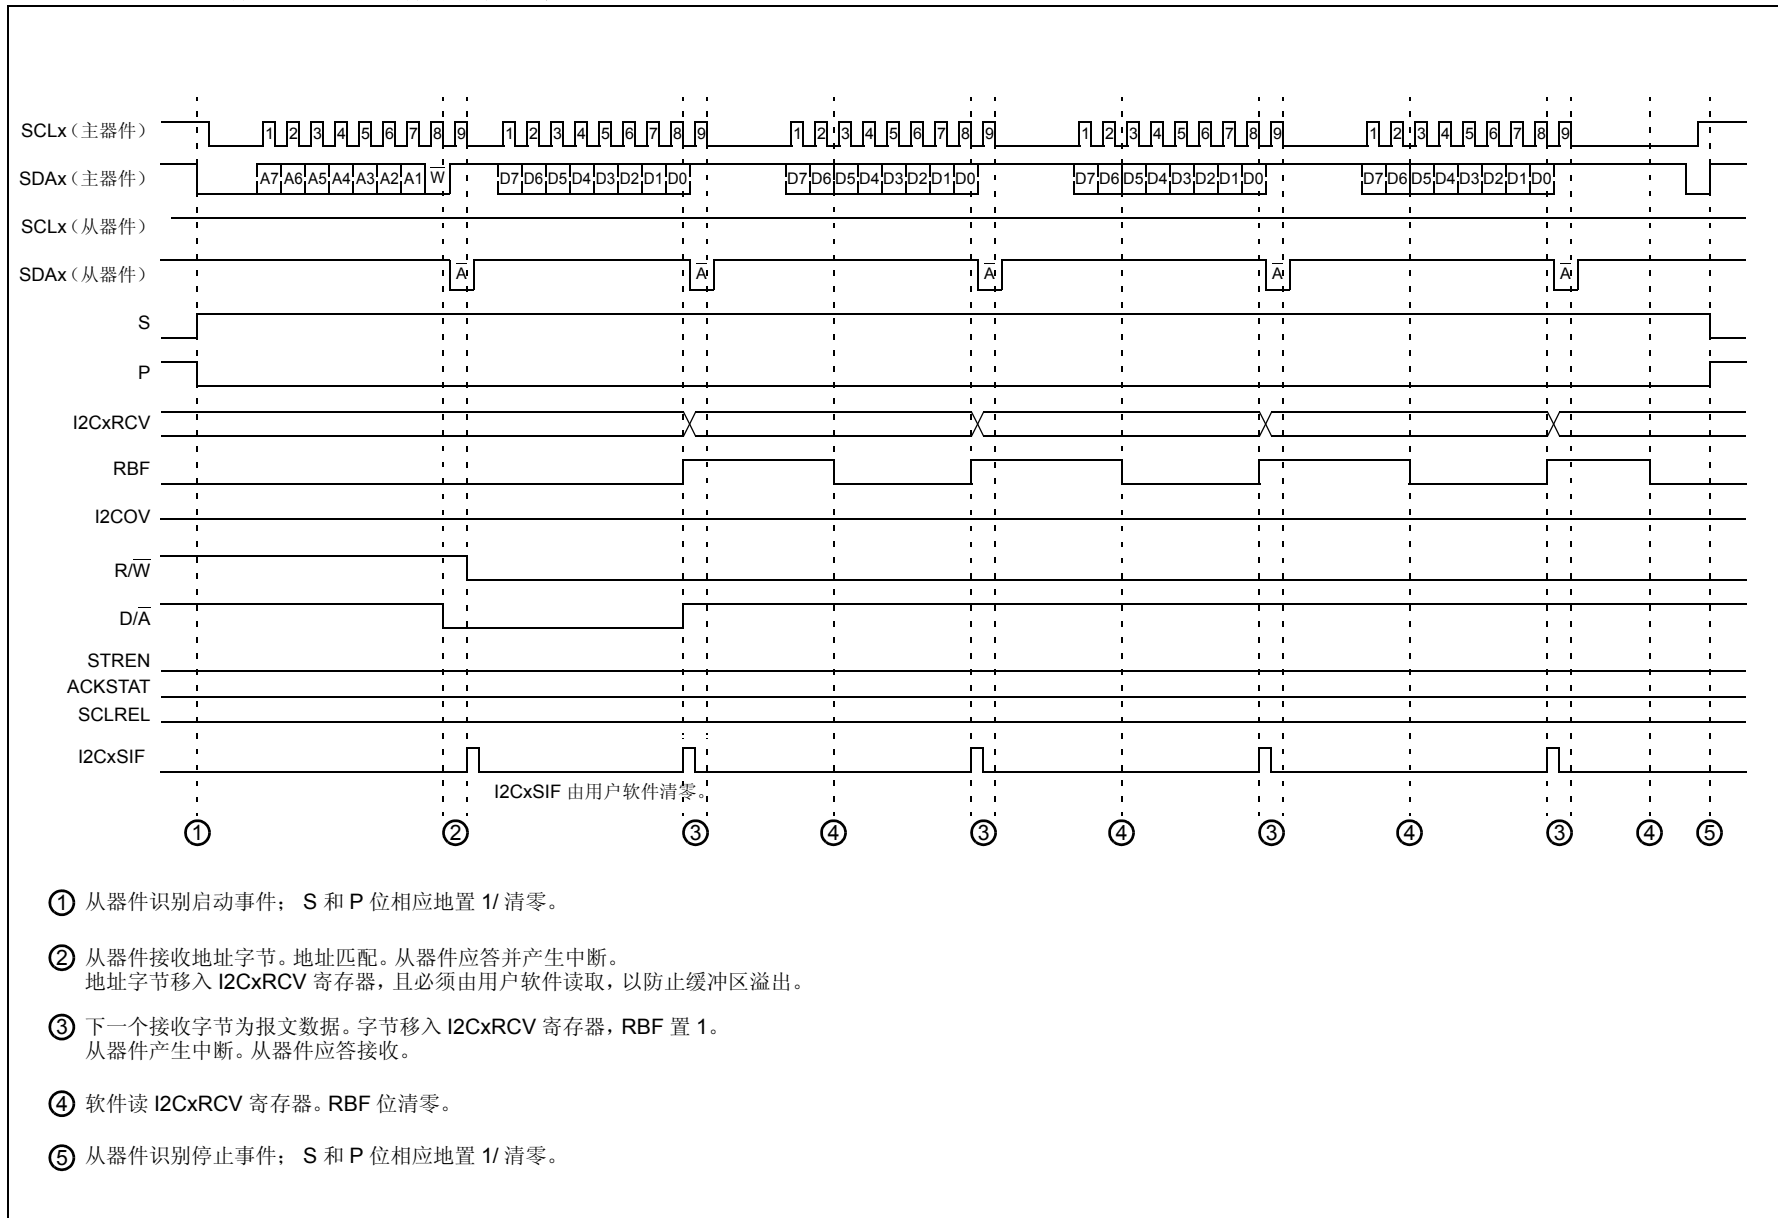 SCLx（主器件）
1 2 3 4 5 6 7 8 9 1 2 3 4 5 6 7 8 9 1 2 3 4 5 6 7 8 9 1 2 3 4 5 6 7 8 9 1 2 3 4 5 6 7 8 9
SDAx（主器件）
A7 A6 A5 A4 A3 A2 A1 W̅ D7 D6 D5 D4 D3 D2 D1 D0 D7 D6 D5 D4 D3 D2 D1 D0 D7 D6 D5 D4 D3 D2 D1 D0 D7 D6 D5 D4 D3 D2 D1 D0
SCLx（从器件）
SDAx（从器件）
A̅ A̅ A̅ A̅ A̅
S
P
I2CxRCV
RBF
I2COV
R/W̅
D/A̅
STREN
ACKSTAT
SCLREL
I2CxSIF
I2CxSIF 由用户软件清零。
① ② ③ ④ ③ ④ ③ ④ ③ ④ ⑤
① 从器件识别启动事件； S 和 P 位相应地置 1/ 清零。
② 从器件接收地址字节。地址匹配。从器件应答并产生中断。
地址字节移入 I2CxRCV 寄存器，且必须由用户软件读取，以防止缓冲区溢出。
③ 下一个接收字节为报文数据。字节移入 I2CxRCV 寄存器，RBF 置 1。
从器件产生中断。从器件应答接收。
④ 软件读 I2CxRCV 寄存器。RBF 位清零。
⑤ 从器件识别停止事件； S 和 P 位相应地置 1/ 清零。